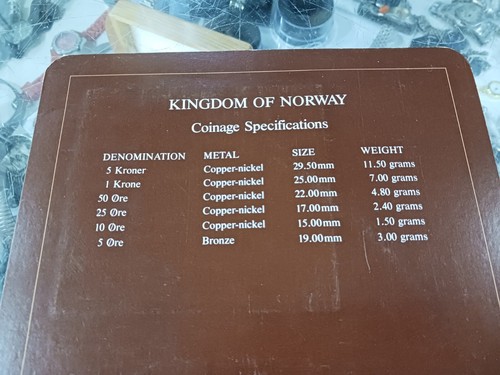 KINGDOM OF NORWAY
Coinage Specifications
DENOMINATION METAL SIZE WEIGHT
5 Kroner Copper-nickel 29.50mm 11.50 grams
1 Krone Copper-nickel 25.00mm 7.00 grams
50 Øre Copper-nickel 22.00mm 4.80 grams
25 Øre Copper-nickel 17.00mm 2.40 grams
10 Øre Copper-nickel 15.00mm 1.50 grams
5 Øre Bronze 19.00mm 3.00 grams